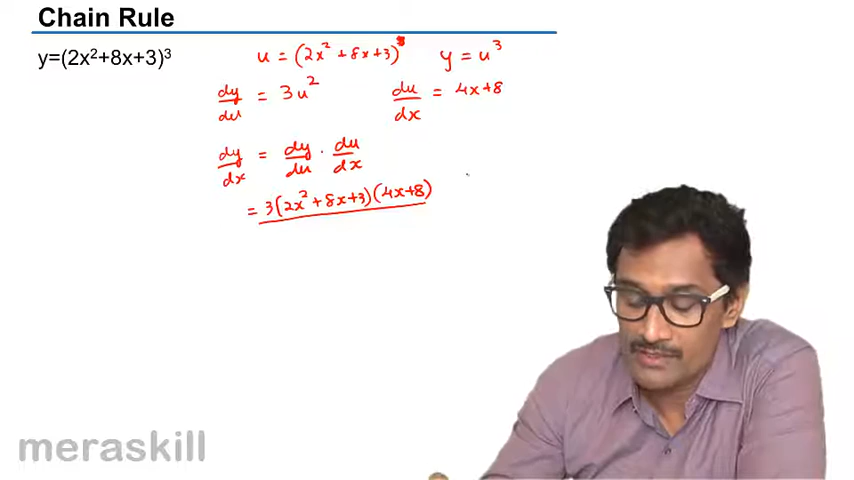 Chain Rule
y=(2x²+8x+3)³
u = (2x² + 8x+3) y = u³
dy/du = 3u² du/dx = 4x+8
dy/dx = dy/du · du/dx
= 3(2x² + 8x+3)(4x+8)
meraskill